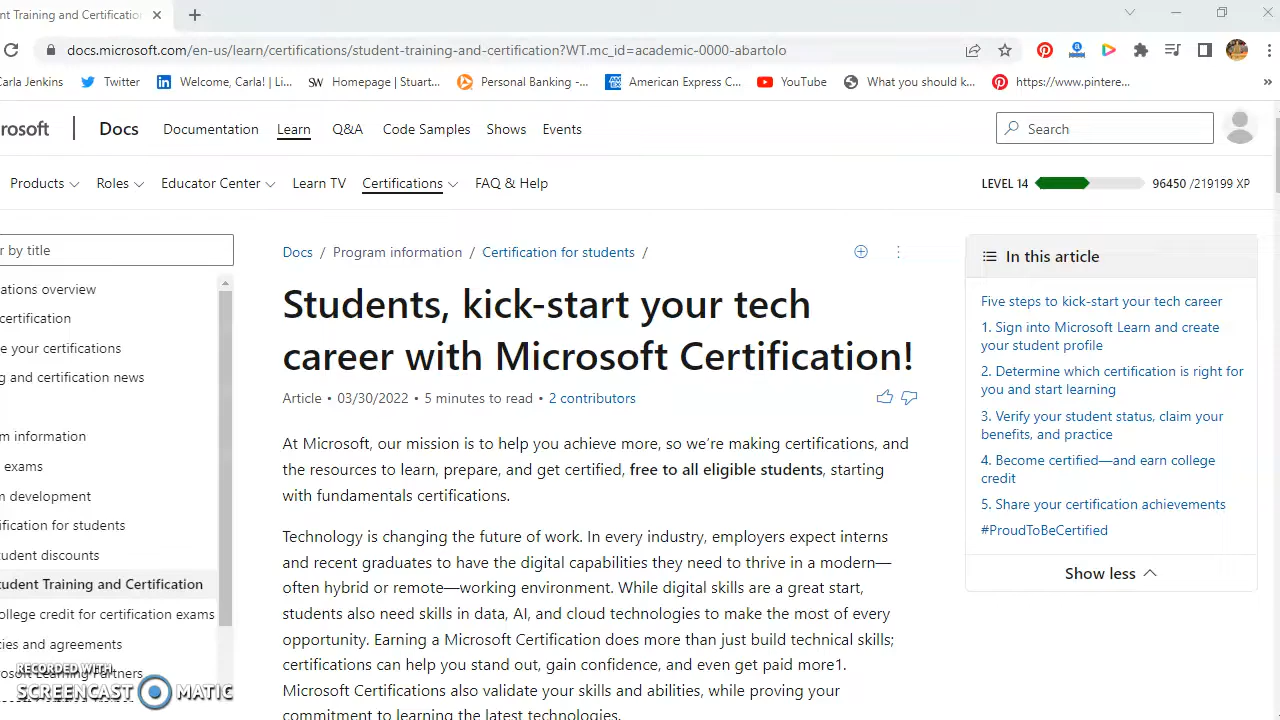 t Training and Certificatio
docs.microsoft.com/en-us/learn/certifications/student-training-and-certification?WT.mc_id=academic-0000-abartolo
Carla Jenkins
Twitter
Welcome, Carla! | Li...
SW Homepage | Stuart...
Personal Banking -...
American Express C...
YouTube
What you should k...
https://www.pintere...
»
rosoft
Docs
Documentation
Learn
Q&A
Code Samples
Shows
Events
Search
Products
Roles
Educator Center
Learn TV
Certifications
FAQ & Help
LEVEL 14
96450 /219199 XP
r by title
ations overview
certification
e your certifications
g and certification news
m information
exams
m development
ification for students
tudent discounts
tudent Training and Certification
ollege credit for certification exams
cies and agreements
rosoft Learning Partners
RECORDED WITH
SCREENCAST MATIC
Docs / Program information / Certification for students /
Students, kick-start your tech
career with Microsoft Certification!
Article • 03/30/2022 • 5 minutes to read • 2 contributors
At Microsoft, our mission is to help you achieve more, so we're making certifications, and
the resources to learn, prepare, and get certified, free to all eligible students, starting
with fundamentals certifications.
Technology is changing the future of work. In every industry, employers expect interns
and recent graduates to have the digital capabilities they need to thrive in a modern—
often hybrid or remote—working environment. While digital skills are a great start,
students also need skills in data, AI, and cloud technologies to make the most of every
opportunity. Earning a Microsoft Certification does more than just build technical skills;
certifications can help you stand out, gain confidence, and even get paid more1.
Microsoft Certifications also validate your skills and abilities, while proving your
commitment to learning the latest technologies.
In this article
Five steps to kick-start your tech career
1. Sign into Microsoft Learn and create
your student profile
2. Determine which certification is right for
you and start learning
3. Verify your student status, claim your
benefits, and practice
4. Become certified—and earn college
credit
5. Share your certification achievements
#ProudToBeCertified
Show less